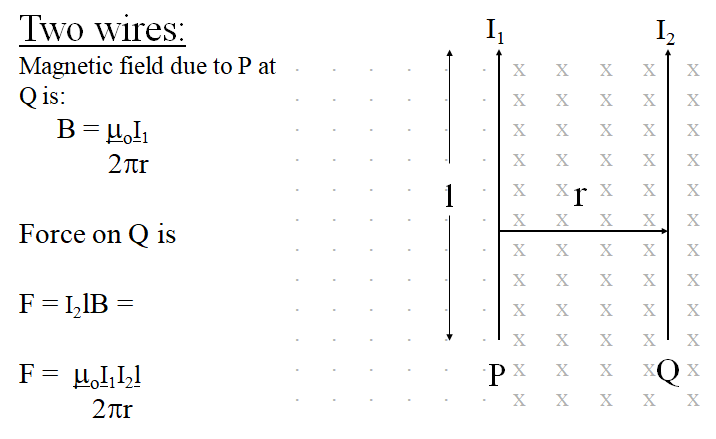 Two wires:
Magnetic field due to P at
Q is:
B = μₒI₁
2πr
Force on Q is
F = I₂lB =
F = μₒI₁I₂l
2πr
I₁
I₂
x x x x x
x x x x x
x x x x x
x x x x x
l
x x r x x x
x x x x x
x x x x x
x x x x x
x x x x x
x x x x x
P x x x x Q x
x x x x x